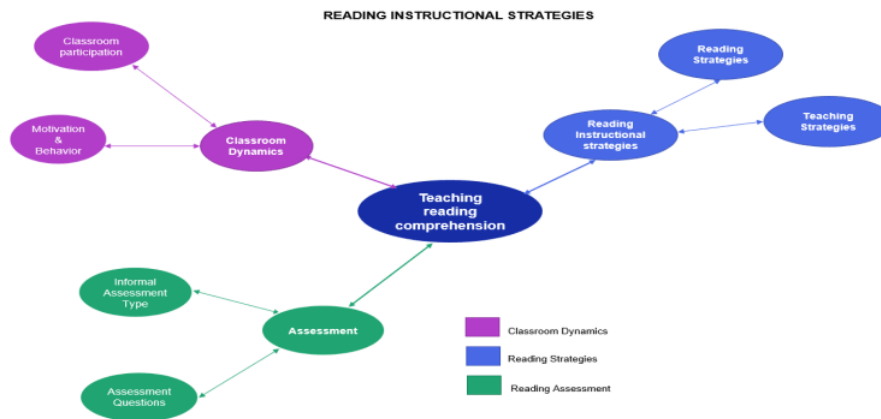 READING INSTRUCTIONAL STRATEGIES
Classroom
participation
Motivation
&
Behavior
Classroom
Dynamics
Reading
Strategies
Reading
Instructional
strategies
Teaching
Strategies
Teaching
reading
comprehension
Informal
Assessment
Type
Assessment
Assessment
Questions
Classroom Dynamics
Reading Strategies
Reading Assessment